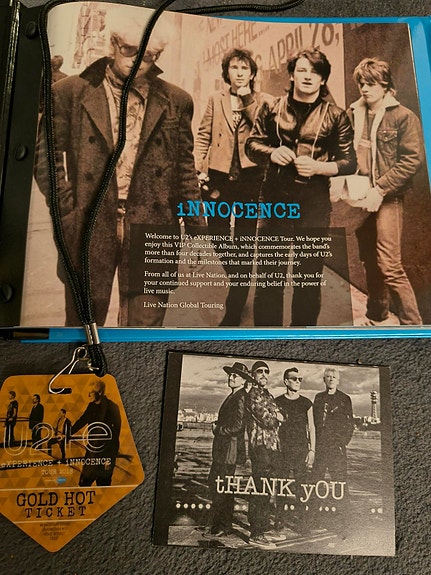 MOST HERE...
APRIL 28,
iNNOCENCE
Welcome to U2's eXPERIENCE + iNNOCENCE Tour. We hope you
enjoy this VIP Collectible Album, which commemorates the band's
more than four decades together, and captures the early days of U2's
formation and the milestones that marked their journey.
From all of us at Live Nation, and on behalf of U2, thank you for
your continued support and your enduring belief in the power of
live music.
Live Nation Global Touring
U2+e
eXPERIENCE + iNNOCENCE
TOUR
GOLD HOT
TICKET
tHANK yOU